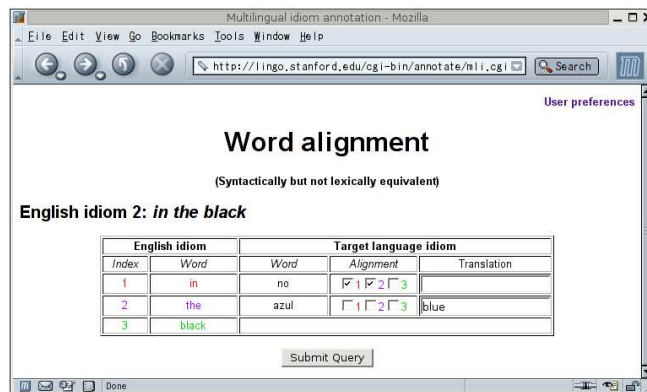 Multilingual idiom annotation - Mozilla
File Edit View Go Bookmarks Tools Window Help
http://lingo.stanford.edu/cgi-bin/annotate/mli.cgi Search
User preferences
Word alignment
(Syntactically but not lexically equivalent)
English idiom 2: in the black
English idiom Target language idiom
Index Word Word Alignment Translation
1 in no 1 2 3
2 the azul 1 2 3 blue
3 black
Submit Query
Done